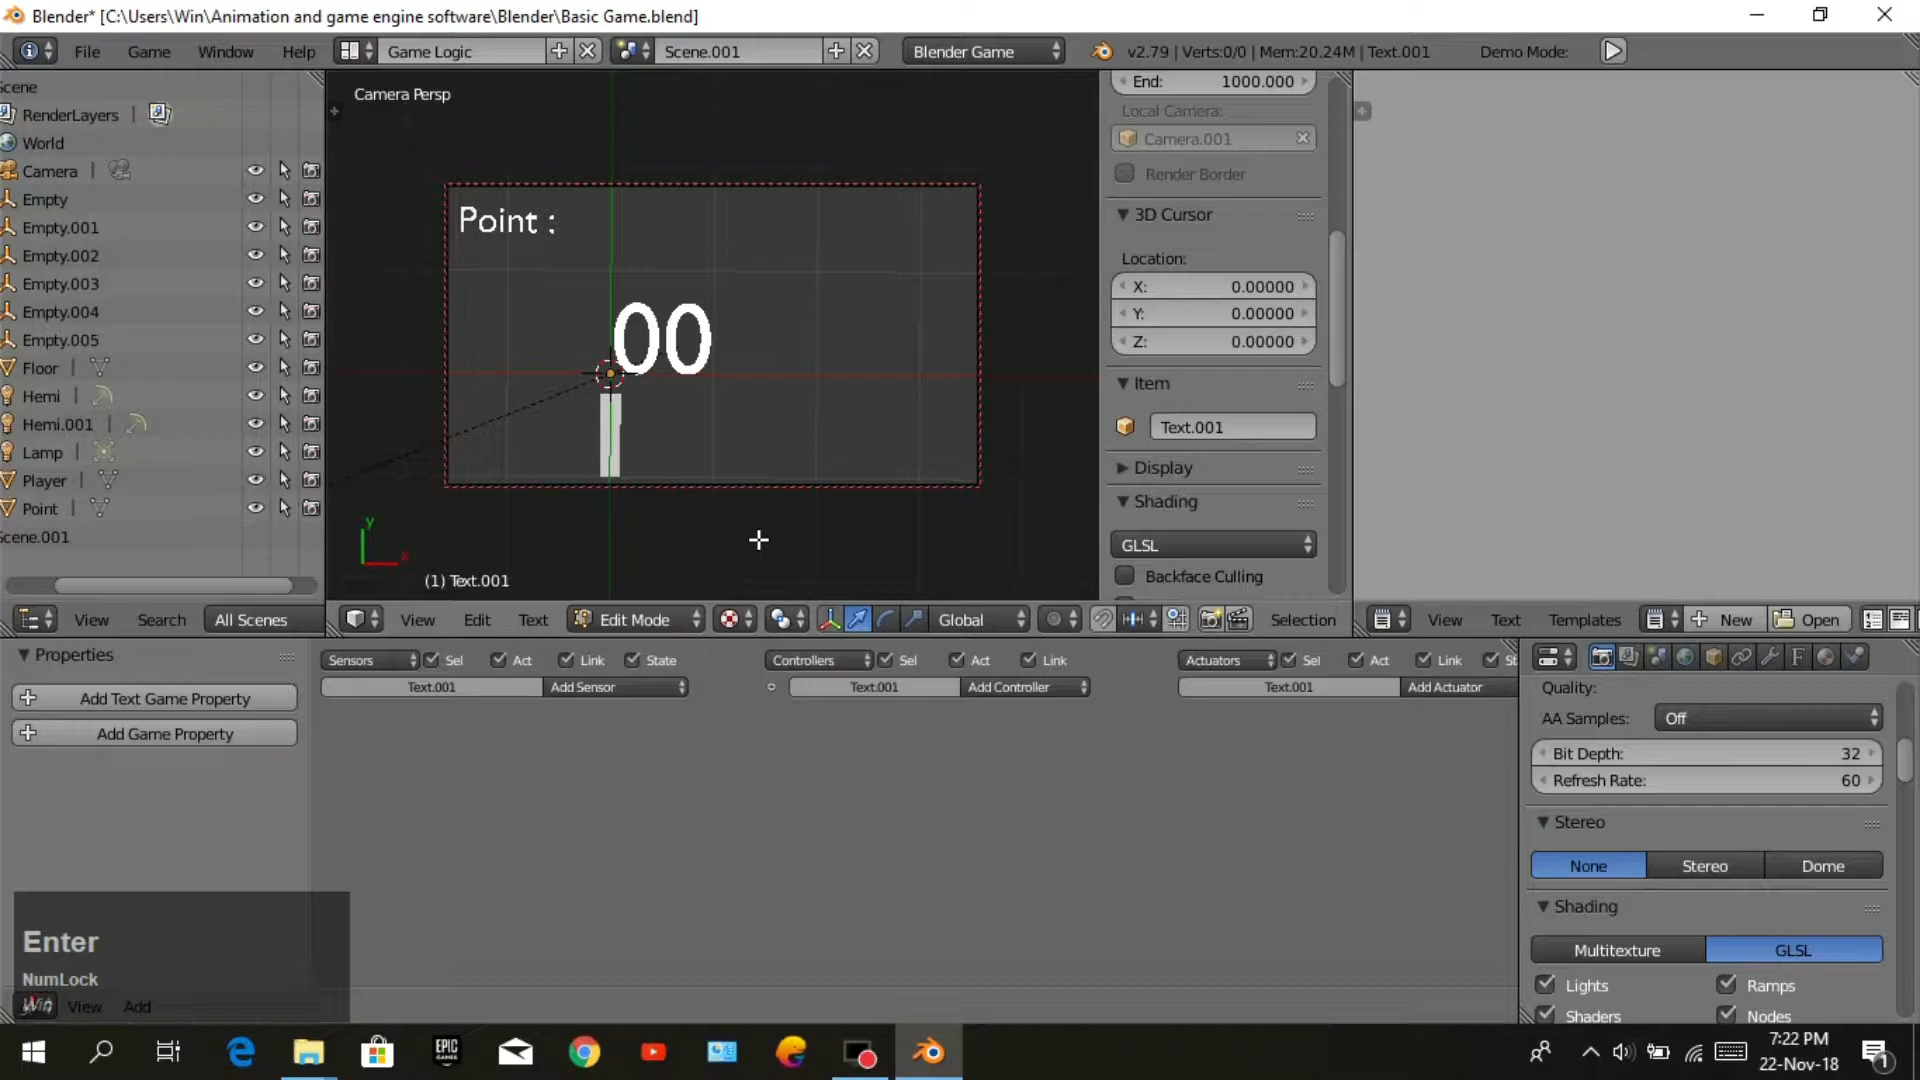 Blender* [C:\Users\Win\Animation and game engine software\Blender\Basic Game.blend]
File Game Window Help Game Logic Scene.001 Blender Game v2.79 | Verts:0/0 | Mem:20.24M | Text.001 Demo Mode:
RenderLayers |
World
Camera |
Empty
Empty.001
Empty.002
Empty.003
Empty.004
Empty.005
Floor |
Hemi |
Hemi.001 |
Lamp |
Player |
Point |
Scene.001
View Search All Scenes
Camera Persp
Point :
00
y
x
(1) Text.001
View Edit Text Edit Mode Global Selection
End: 1000.000
Local Camera:
Camera.001
Render Border
3D Cursor
Location:
X: 0.00000
Y: 0.00000
Z: 0.00000
Item
Text.001
Display
Shading
GLSL
Backface Culling
View Text Templates New Open
Properties
Add Text Game Property
Add Game Property
Sensors Sel Act Link State
Text.001 Add Sensor
Controllers Sel Act Link
Text.001 Add Controller
Actuators Sel Act Link St
Text.001 Add Actuator
Quality:
AA Samples: Off
Bit Depth: 32
Refresh Rate: 60
Stereo
None Stereo Dome
Shading
Multitexture GLSL
Lights Ramps
Shaders Nodes
Enter
NumLock
Win View Add
EPIC GAMES
7:22 PM
22-Nov-18
1